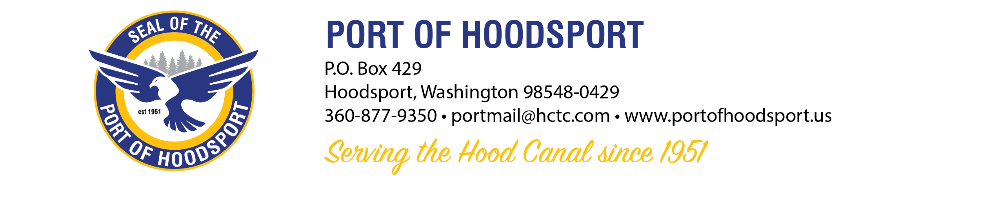 SEAL OF THE
est 1951
PORT OF HOODSPORT
PORT OF HOODSPORT
P.O. Box 429
Hoodsport, Washington 98548-0429
360-877-9350 • portmail@hctc.com • www.portofhoodsport.us
Serving the Hood Canal since 1951